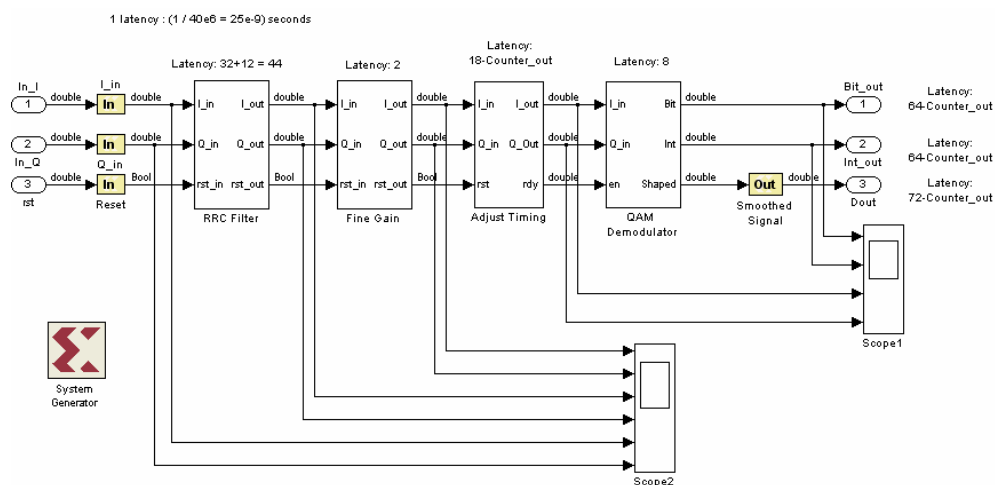 1 latency : (1 / 40e6 = 25e-9) seconds
Latency: 32+12 = 44
Latency: 2
Latency:
18-Counter_out
Latency: 8
In_I
1
double
I_in
In
double
I_in
I_out
double
I_in
I_out
double
I_in
I_out
double
I_in
Bit
double
Bit_out
1
Latency:
64-Counter_out
2
double
In
double
Q_in
Q_out
double
Q_in
Q_out
double
Q_in
Q_Out
double
Q_in
Int
double
2
Latency:
64-Counter_out
In_Q
Q_in
Int_out
3
double
In
Bool
rst_in
rst_out
Bool
rst_in
rst_out
Bool
rst
rdy
double
en
Shaped
double
Out
double
3
Latency:
72-Counter_out
rst
Reset
RRC Filter
Fine Gain
Adjust Timing
QAM
Demodulator
Smoothed
Signal
Dout
Scope1
System
Generator
Scope2